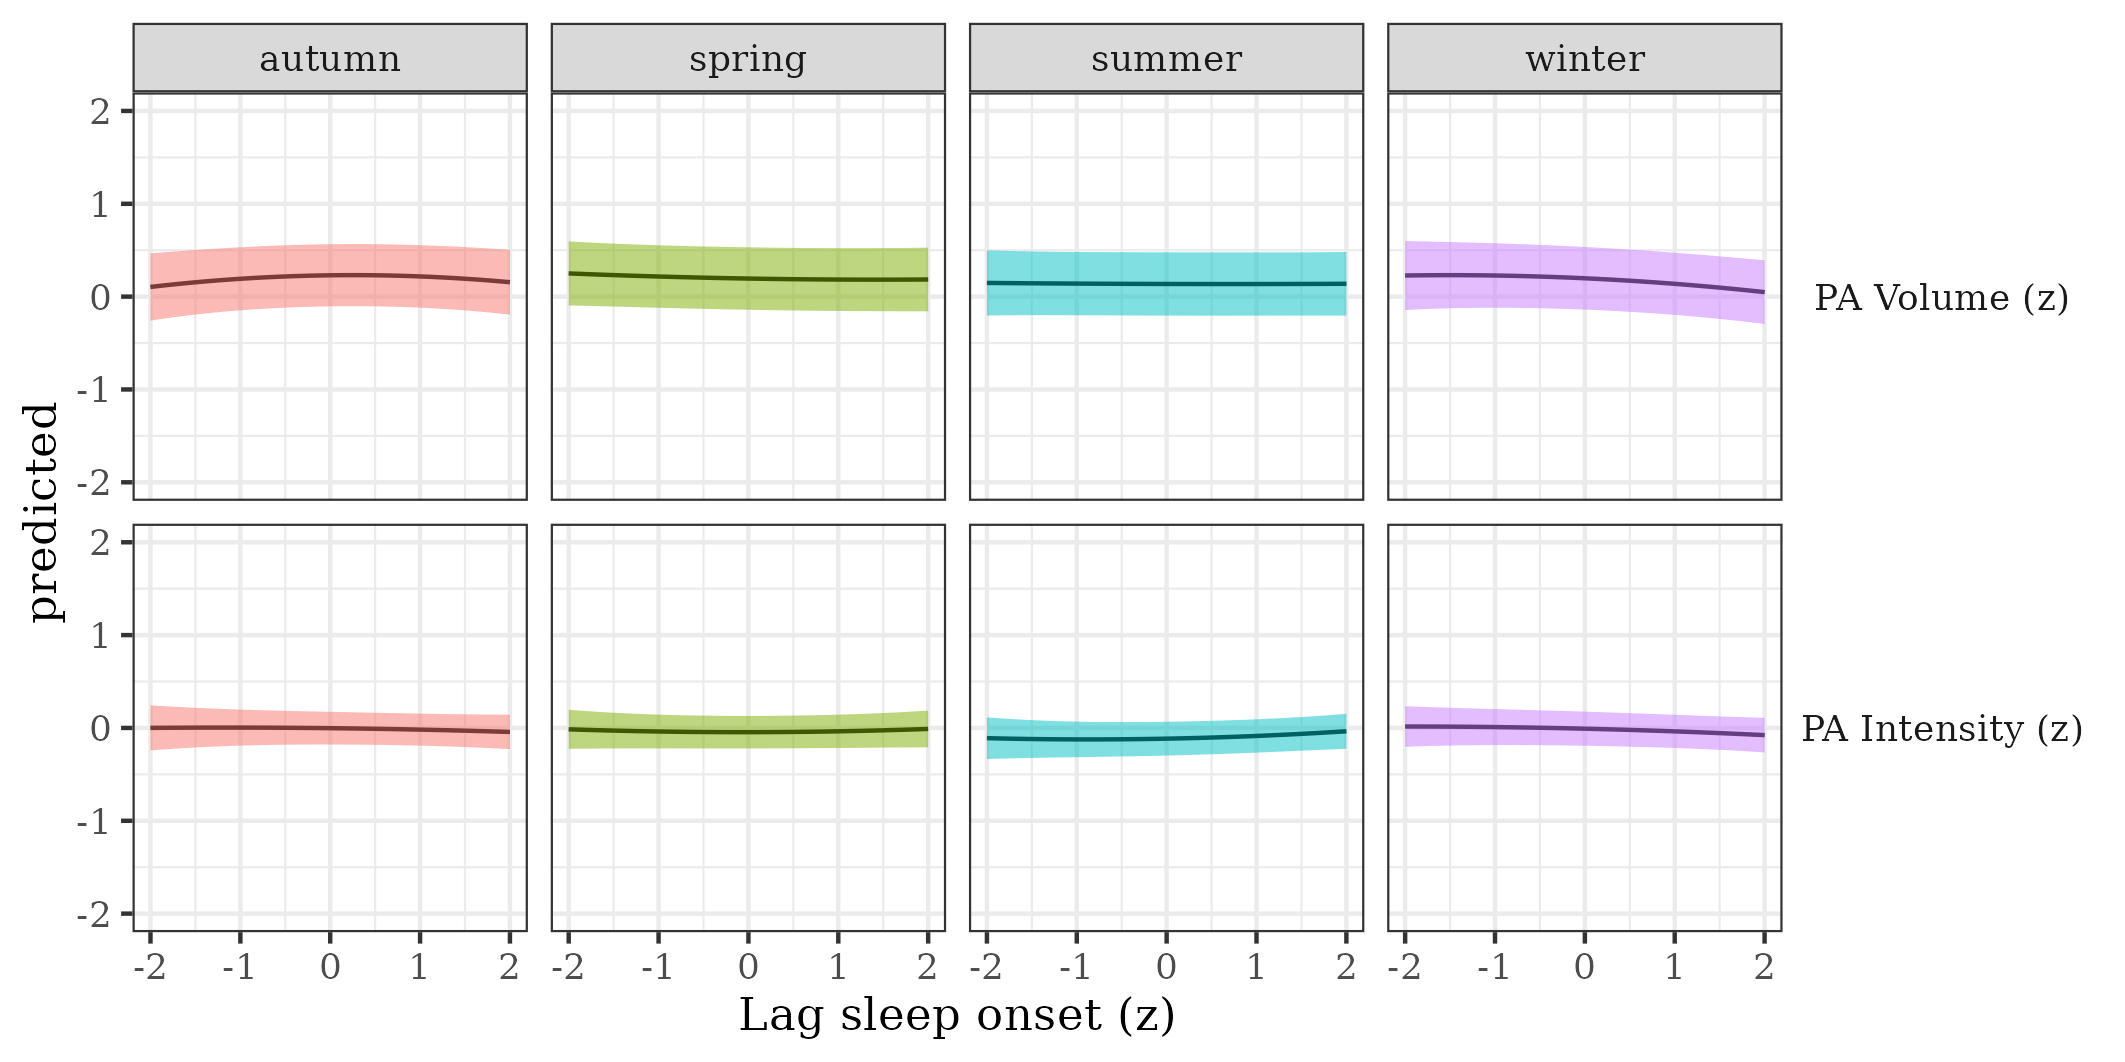 autumn spring summer winter
2
1
0
-1
-2
PA Volume (z)
predicted
2
1
0
-1
-2
PA Intensity (z)
-2 -1 0 1 2 -2 -1 0 1 2 -2 -1 0 1 2 -2 -1 0 1 2
Lag sleep onset (z)